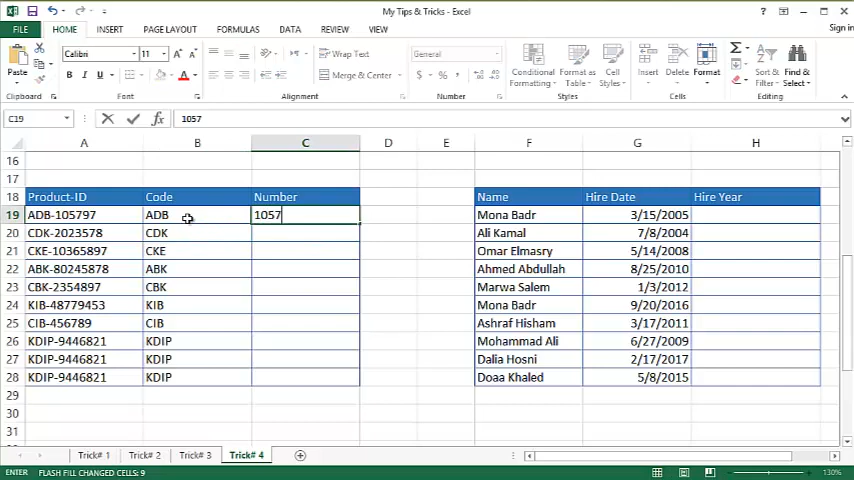 My Tips & Tricks - Excel
Sign in
FILE HOME INSERT PAGE LAYOUT FORMULAS DATA REVIEW VIEW
Paste
Calibri 11
B I U
Wrap Text
Merge & Center
General
$ % ,
Conditional Formatting
Format as Table
Cell Styles
Insert Delete Format
Sort & Filter
Find & Select
Clipboard Font Alignment Number Styles Cells Editing
C19 fx 1057
A B C D E F G H
16
17
18 Product-ID Code Number Name Hire Date Hire Year
19 ADB-105797 ADB 1057 Mona Badr 3/15/2005
20 CDK-2023578 CDK Ali Kamal 7/8/2004
21 CKE-10365897 CKE Omar Elmasry 5/14/2008
22 ABK-80245878 ABK Ahmed Abdullah 8/25/2010
23 CBK-2354897 CBK Marwa Salem 1/3/2012
24 KIB-48779453 KIB Mona Badr 9/20/2016
25 CIB-456789 CIB Ashraf Hisham 3/17/2011
26 KDIP-9446821 KDIP Mohammad Ali 6/27/2009
27 KDIP-9446821 KDIP Dalia Hosni 2/17/2017
28 KDIP-9446821 KDIP Doaa Khaled 5/8/2015
29
30
31
Trick# 1 Trick# 2 Trick# 3 Trick# 4
ENTER FLASH FILL CHANGED CELLS: 9 130%